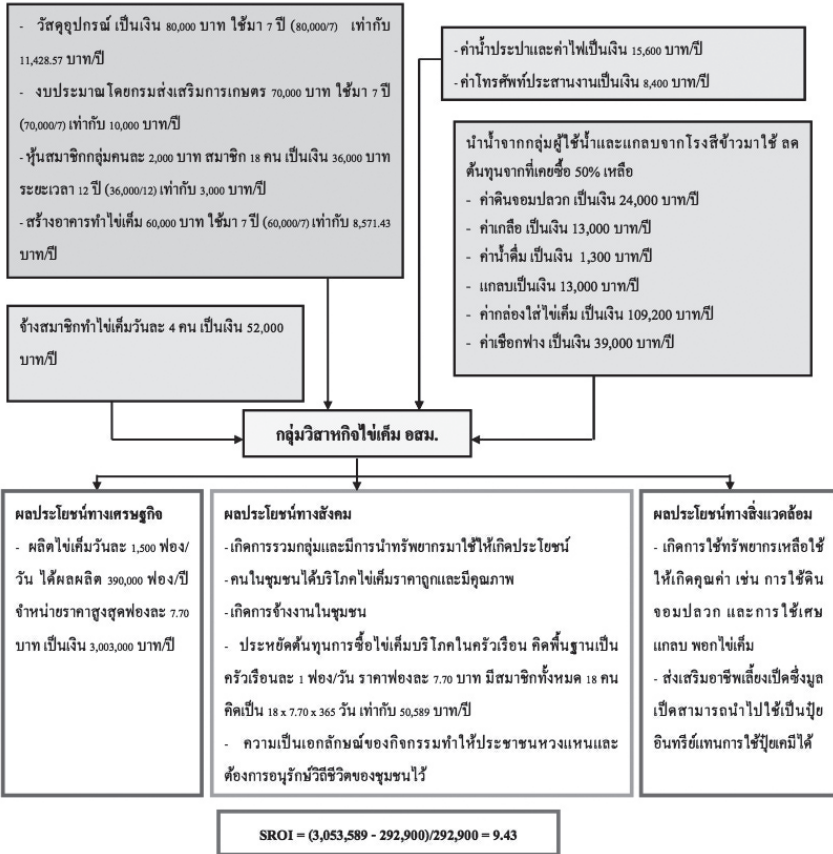 - วัสดุอุปกรณ์ เป็นเงิน 80,000 บาท ใช้มา 7 ปี (80,000/7) เท่ากับ
11,428.57 บาท/ปี
- งบประมาณโดยกรมส่งเสริมการเกษตร 70,000 บาท ใช้มา 7 ปี
(70,000/7) เท่ากับ 10,000 บาท/ปี
- หุ้นสมาชิกกลุ่มคนละ 2,000 บาท สมาชิก 18 คน เป็นเงิน 36,000 บาท
ระยะเวลา 12 ปี (36,000/12) เท่ากับ 3,000 บาท/ปี
- สร้างอาคารทำไข่เค็ม 60,000 บาท ใช้มา 7 ปี (60,000/7) เท่ากับ 8,571.43
บาท/ปี
- ค่าน้ำประปาและค่าไฟเป็นเงิน 15,600 บาท/ปี
- ค่าโทรศัพท์ประสานงานเป็นเงิน 8,400 บาท/ปี
นำน้ำจากกลุ่มผู้ใช้น้ำและแกลบจากโรงสีข้าวมาใช้ ลด
ต้นทุนจากที่เคยซื้อ 50% เหลือ
- ค่าดินจอมปลวก เป็นเงิน 24,000 บาท/ปี
- ค่าเกลือ เป็นเงิน 13,000 บาท/ปี
- ค่าน้ำดื่ม เป็นเงิน 1,300 บาท/ปี
- แกลบเป็นเงิน 13,000 บาท/ปี
- ค่ากล่องใส่ไข่เค็ม เป็นเงิน 109,200 บาท/ปี
- ค่าเชือกฟาง เป็นเงิน 39,000 บาท/ปี
จ้างสมาชิกทำไข่เค็มวันละ 4 คน เป็นเงิน 52,000
บาท/ปี
กลุ่มวิสาหกิจไข่เค็ม อสม.
ผลประโยชน์ทางเศรษฐกิจ
- ผลิตไข่เค็มวันละ 1,500 ฟอง/
วัน ได้ผลผลิต 390,000 ฟอง/ปี
จำหน่ายราคาสูงสุดฟองละ 7.70
บาท เป็นเงิน 3,003,000 บาท/ปี
ผลประโยชน์ทางสังคม
-เกิดการรวมกลุ่มและมีการนำทรัพยากรมาใช้ให้เกิดประโยชน์
-คนในชุมชนได้บริโภคไข่เค็มราคาถูกและมีคุณภาพ
-เกิดการจ้างงานในชุมชน
- ประหยัดต้นทุนการซื้อไข่เค็มบริโภคในครัวเรือน คิดพื้นฐานเป็น
ครัวเรือนละ 1 ฟอง/วัน ราคาฟองละ 7.70 บาท มีสมาชิกทั้งหมด 18 คน
คิดเป็น 18 x 7.70 x 365 วัน เท่ากับ 50,589 บาท/ปี
- ความเป็นเอกลักษณ์ของกิจกรรมทำให้ประชาชนหวงแหนและ
ต้องการอนุรักษ์วิถีชีวิตของชุมชนไว้
ผลประโยชน์ทางสิ่งแวดล้อม
- เกิดการใช้ทรัพยากรเหลือใช้
ให้เกิดคุณค่า เช่น การใช้ดิน
จอมปลวก และการใช้เศษ
แกลบ พอกไข่เค็ม
- ส่งเสริมอาชีพเลี้ยงเป็ดซึ่งมูล
เป็ดสามารถนำไปใช้เป็นปุ๋ย
อินทรีย์แทนการใช้ปุ๋ยเคมีได้
SROI = (3,053,589 - 292,900)/292,900 = 9.43